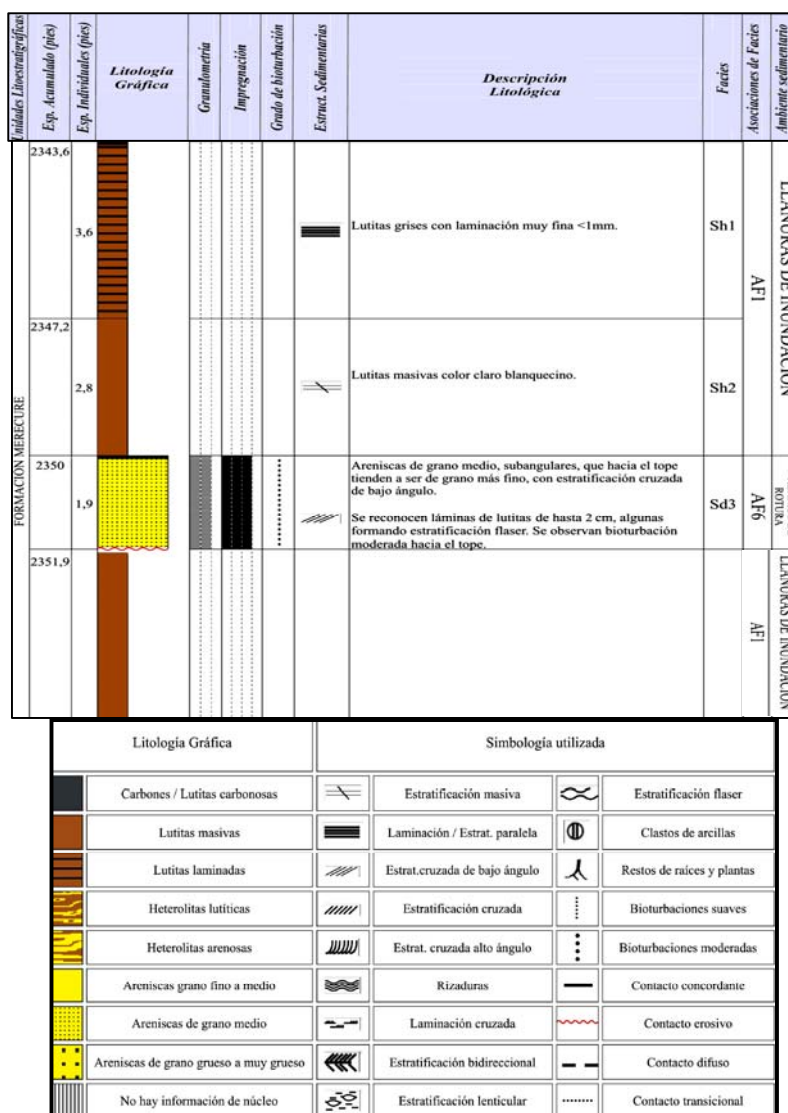 Unidades Litoestratigráficas
Esp. Acumulado (pies)
Esp. Individuales (pies)
Litología
Gráfica
Granulometría
Impregnación
Grado de bioturbación
Estruct. Sedimentarias
Descripción
Litológica
Facies
Asociaciones de Facies
Ambiente sedimentario
FORMACION MERECURE
2343,6
3,6
Lutitas grises con laminación muy fina <1mm.
Sh1
AF1
LLANURAS DE INUNDACIÓN
2347,2
2,8
Lutitas masivas color claro blanquecino.
Sh2
2350
1,9
Areniscas de grano medio, subangulares, que hacia el tope
tienden a ser de grano más fino, con estratificación cruzada
de bajo ángulo.
Se reconocen láminas de lutitas de hasta 2 cm, algunas
formando estratificación flaser. Se observan bioturbación
moderada hacia el tope.
Sd3
AF6
ROTURA
2351,9
AF1
LLANURAS DE INUNDACIÓN
Litología Gráfica
Simbología utilizada
Carbones / Lutitas carbonosas
Estratificación masiva
Estratificación flaser
Lutitas masivas
Laminación / Estrat. paralela
Clastos de arcillas
Lutitas laminadas
Estrat.cruzada de bajo ángulo
Restos de raíces y plantas
Heterolitas lutíticas
Estratificación cruzada
Bioturbaciones suaves
Heterolitas arenosas
Estrat. cruzada alto ángulo
Bioturbaciones moderadas
Areniscas grano fino a medio
Rizaduras
Contacto concordante
Areniscas de grano medio
Laminación cruzada
Contacto erosivo
Areniscas de grano grueso a muy grueso
Estratificación bidireccional
Contacto difuso
No hay información de núcleo
Estratificación lenticular
Contacto transicional